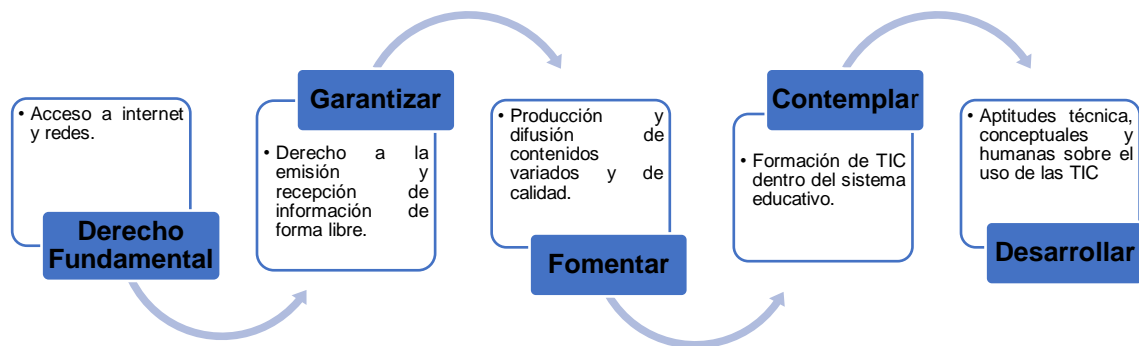 • Acceso a internet
y redes.
Derecho
Fundamental
Garantizar
• Derecho a la
emisión y
recepción de
información de
forma libre.
• Producción y
difusión de
contenidos
variados y de
calidad.
Fomentar
Contemplar
• Formación de TIC
dentro del sistema
educativo.
• Aptitudes técnica,
conceptuales y
humanas sobre el
uso de las TIC
Desarrollar